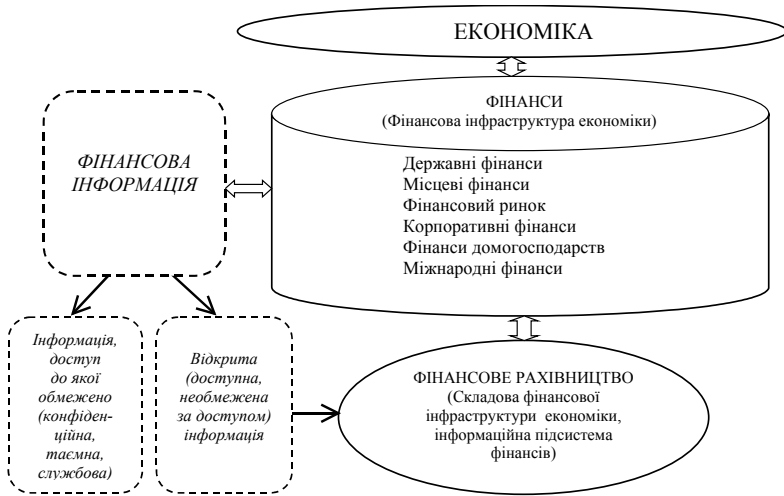 ЕКОНОМІКА
ФІНАНСИ
(Фінансова інфраструктура економіки)
Державні фінанси
Місцеві фінанси
Фінансовий ринок
Корпоративні фінанси
Фінанси домогосподарств
Міжнародні фінанси
ФІНАНСОВА
ІНФОРМАЦІЯ
Інформація,
доступ
до якої
обмежено
(конфіден-
ційна,
таємна,
службова)
Відкрита
(доступна,
необмежена
за доступом)
інформація
ФІНАНСОВЕ РАХІВНИЦТВО
(Складова фінансової
інфраструктури економіки,
інформаційна підсистема
фінансів)